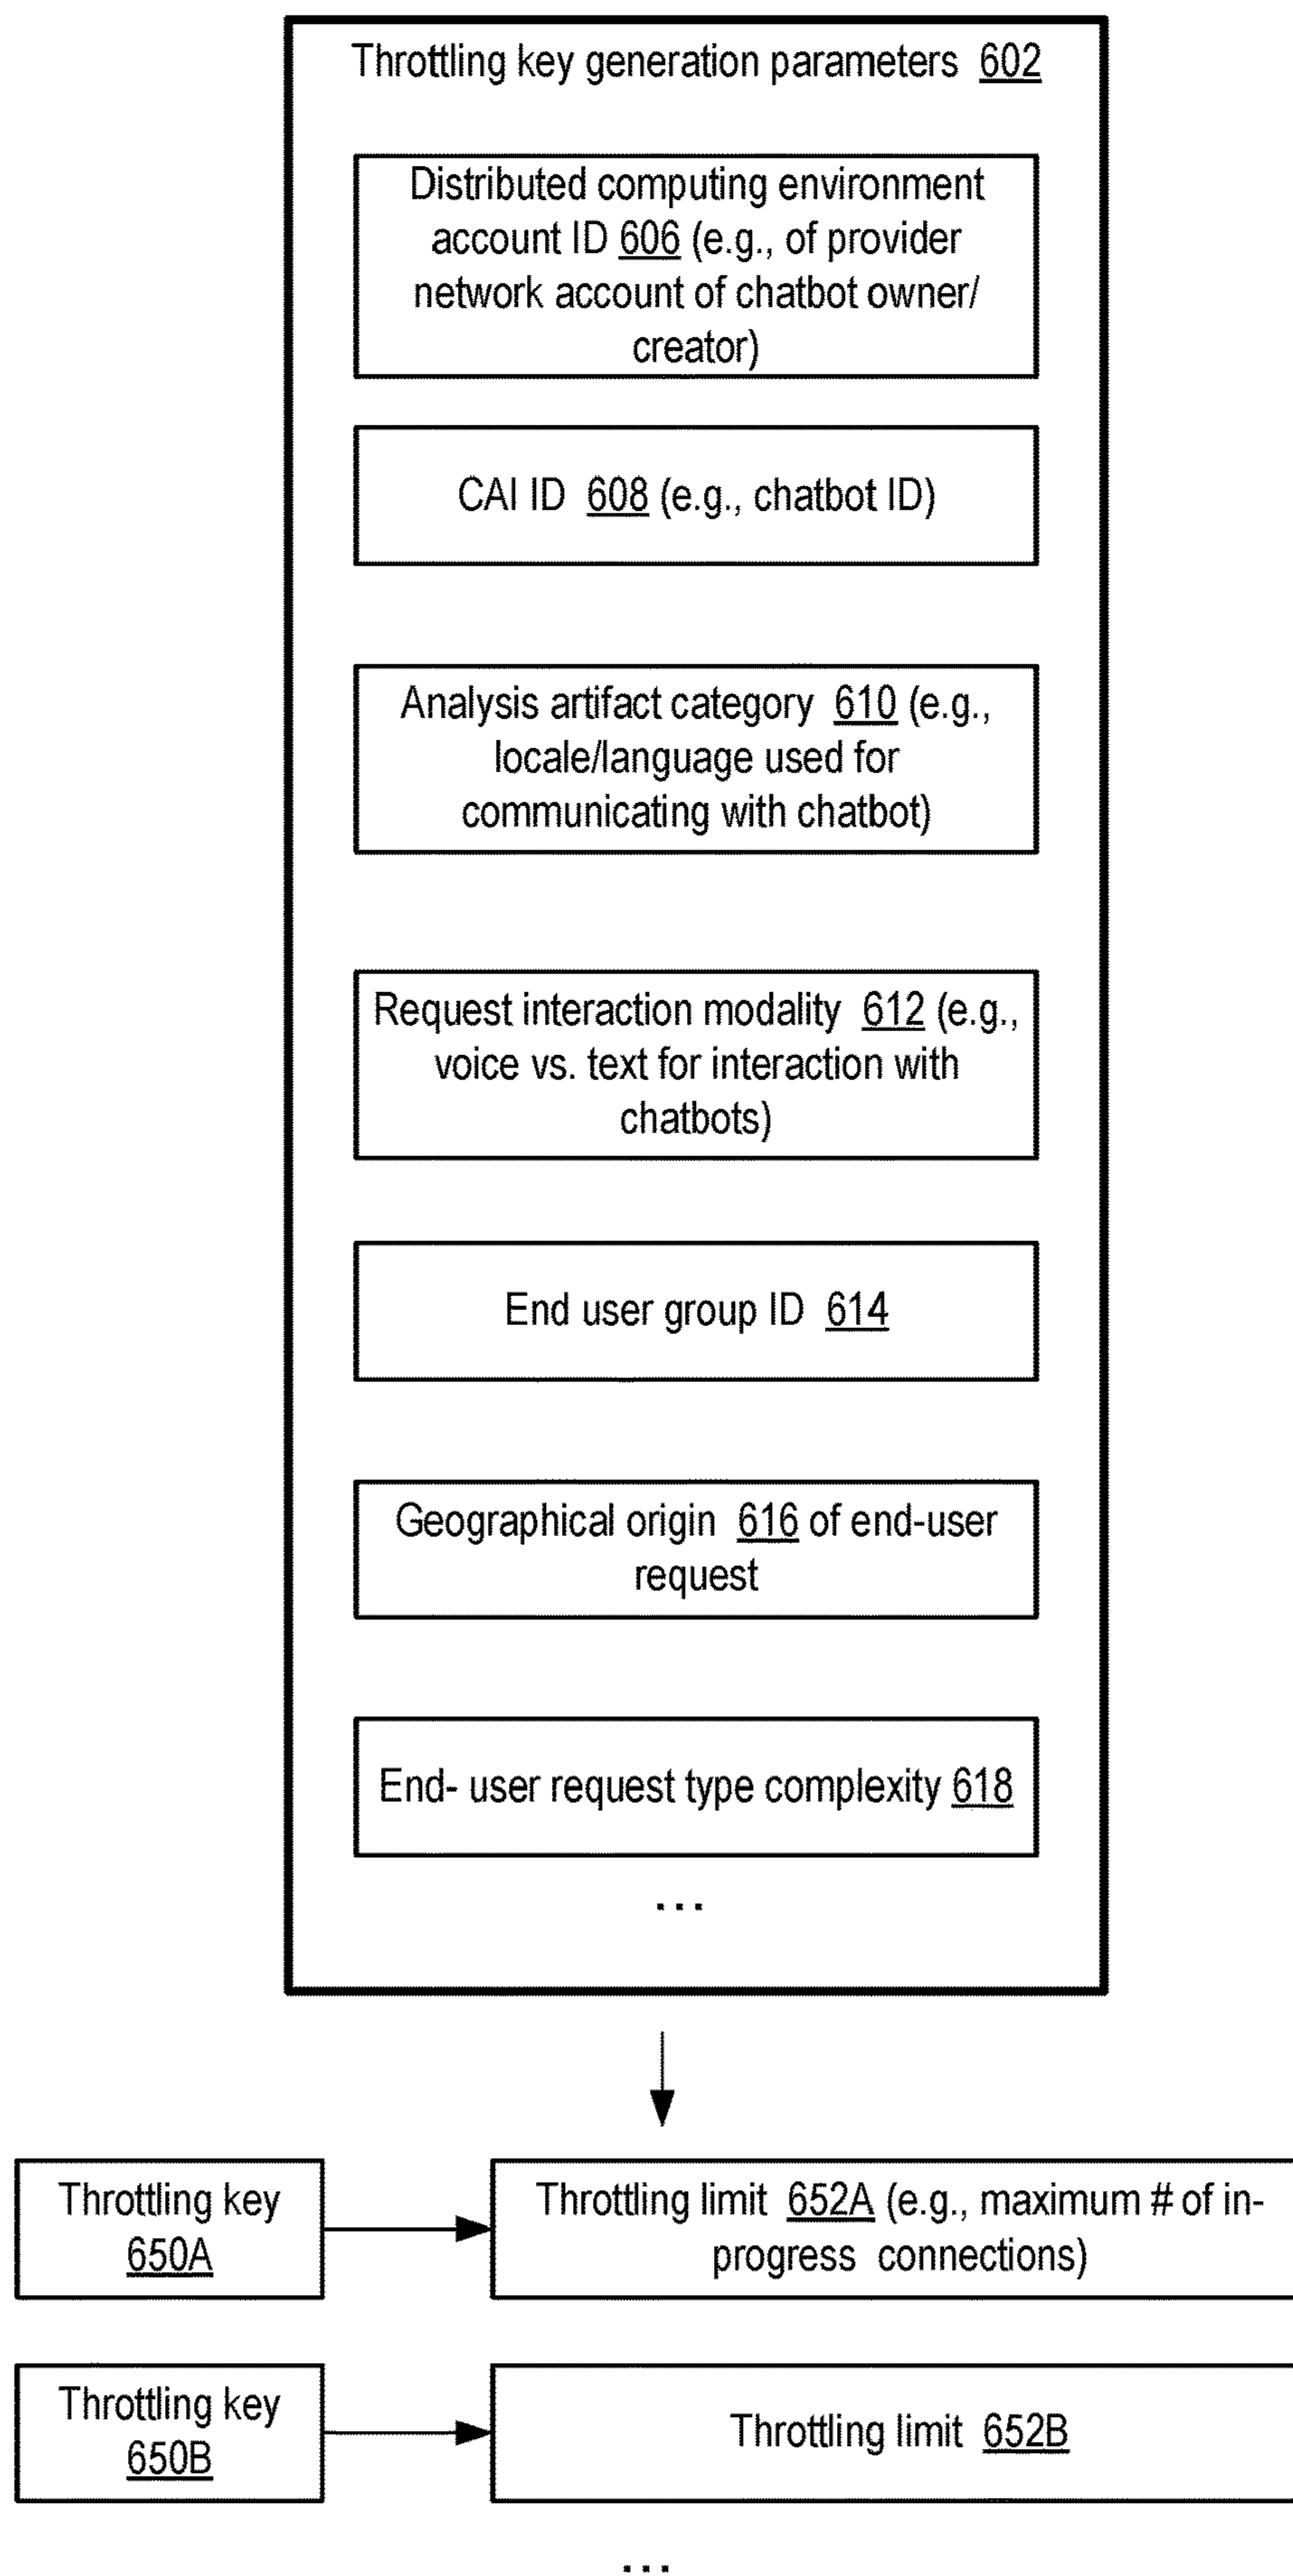 Throttling key generation parameters 602
Distributed computing environment
account ID 606 (e.g., of provider
network account of chatbot owner/
creator)
CAI ID 608 (e.g., chatbot ID)
Analysis artifact category 610 (e.g.,
locale/language used for
communicating with chatbot)
Request interaction modality 612 (e.g.,
voice vs. text for interaction with
chatbots)
End user group ID 614
Geographical origin 616 of end-user
request
End- user request type complexity 618
...
Throttling key
650A
Throttling limit 652A (e.g., maximum # of in-
progress connections)
Throttling key
650B
Throttling limit 652B
...